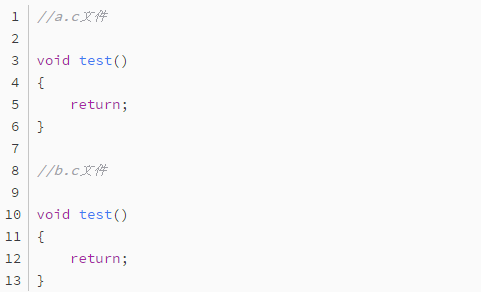 1 //a.c文件
2
3 void test()
4 {
5     return;
6 }
7
8 //b.c文件
9
10 void test()
11 {
12     return;
13 }